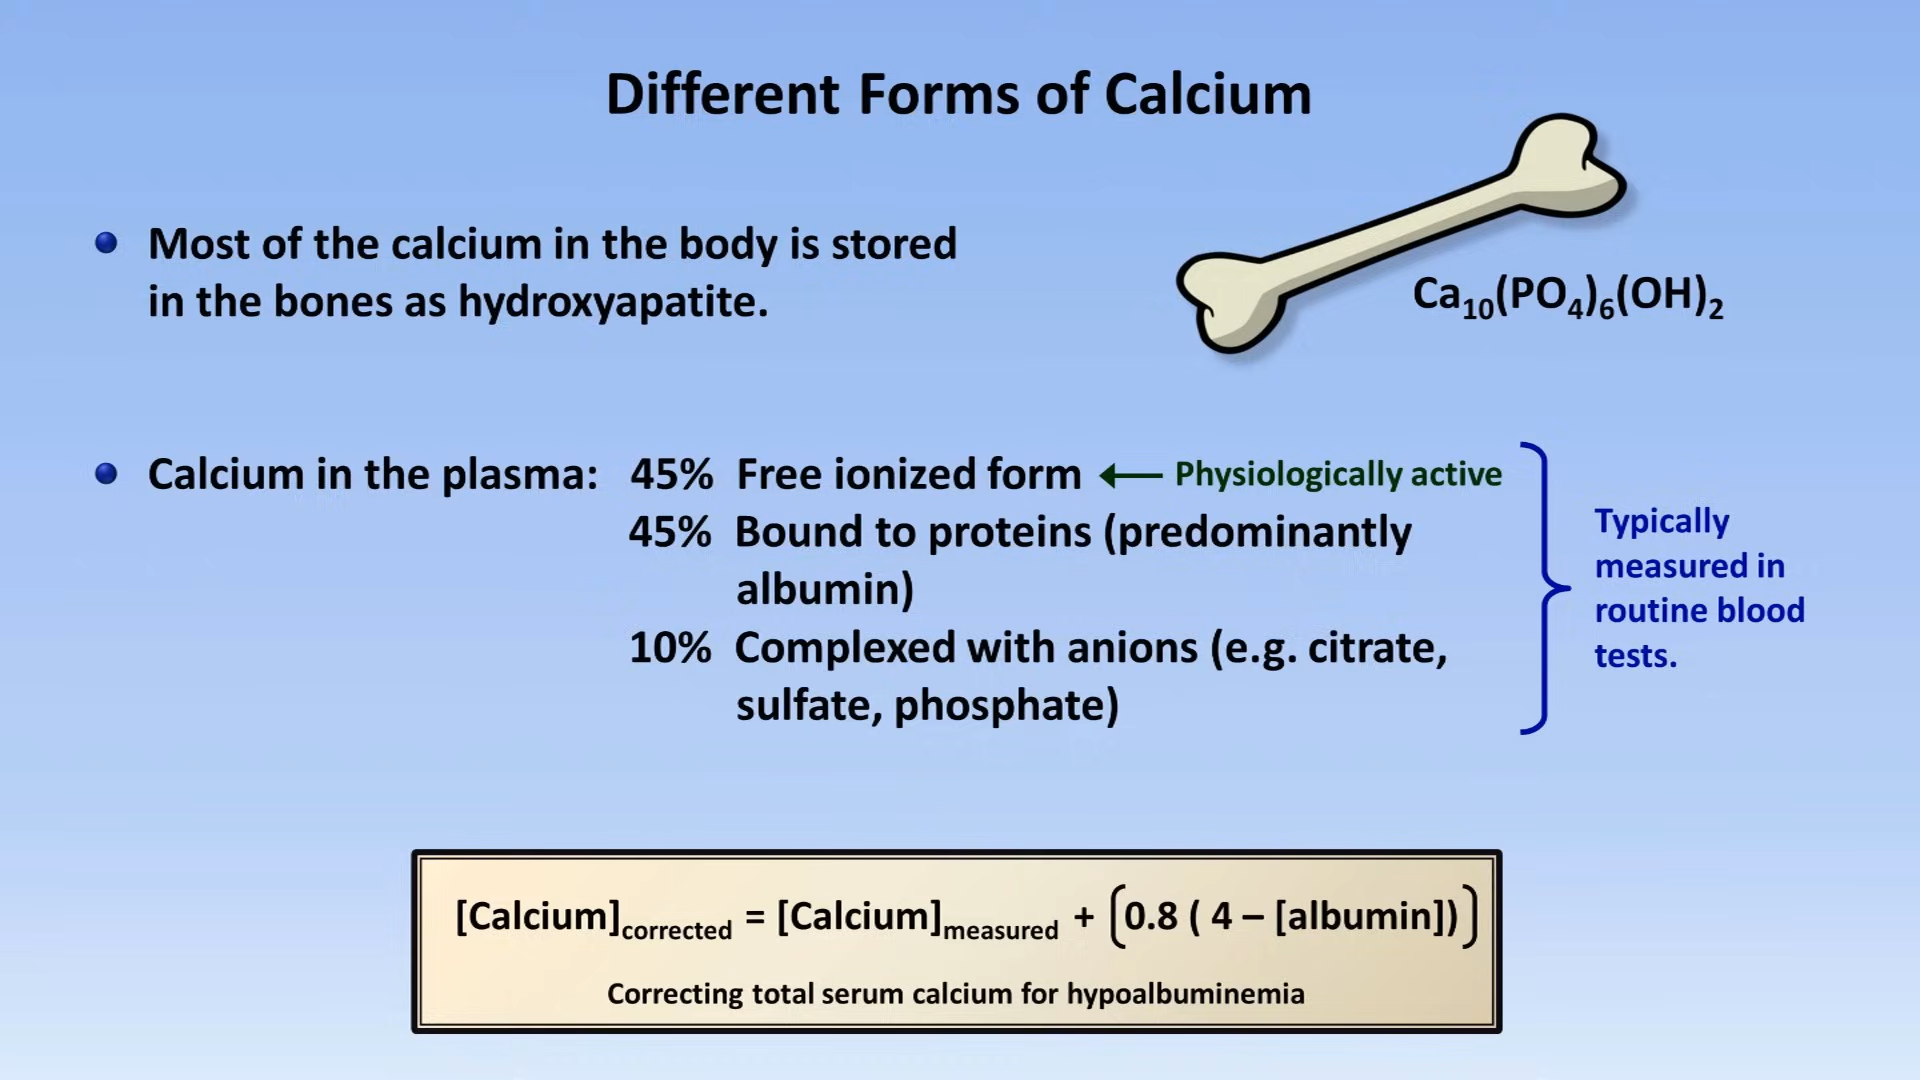 Different Forms of Calcium
Most of the calcium in the body is stored
in the bones as hydroxyapatite.
Ca₁₀(PO₄)₆(OH)₂
Calcium in the plasma: 45% Free ionized form ← Physiologically active
45% Bound to proteins (predominantly
albumin)
10% Complexed with anions (e.g. citrate,
sulfate, phosphate)
Typically
measured in
routine blood
tests.
[Calcium]corrected = [Calcium]measured + (0.8 ( 4 – [albumin]))
Correcting total serum calcium for hypoalbuminemia